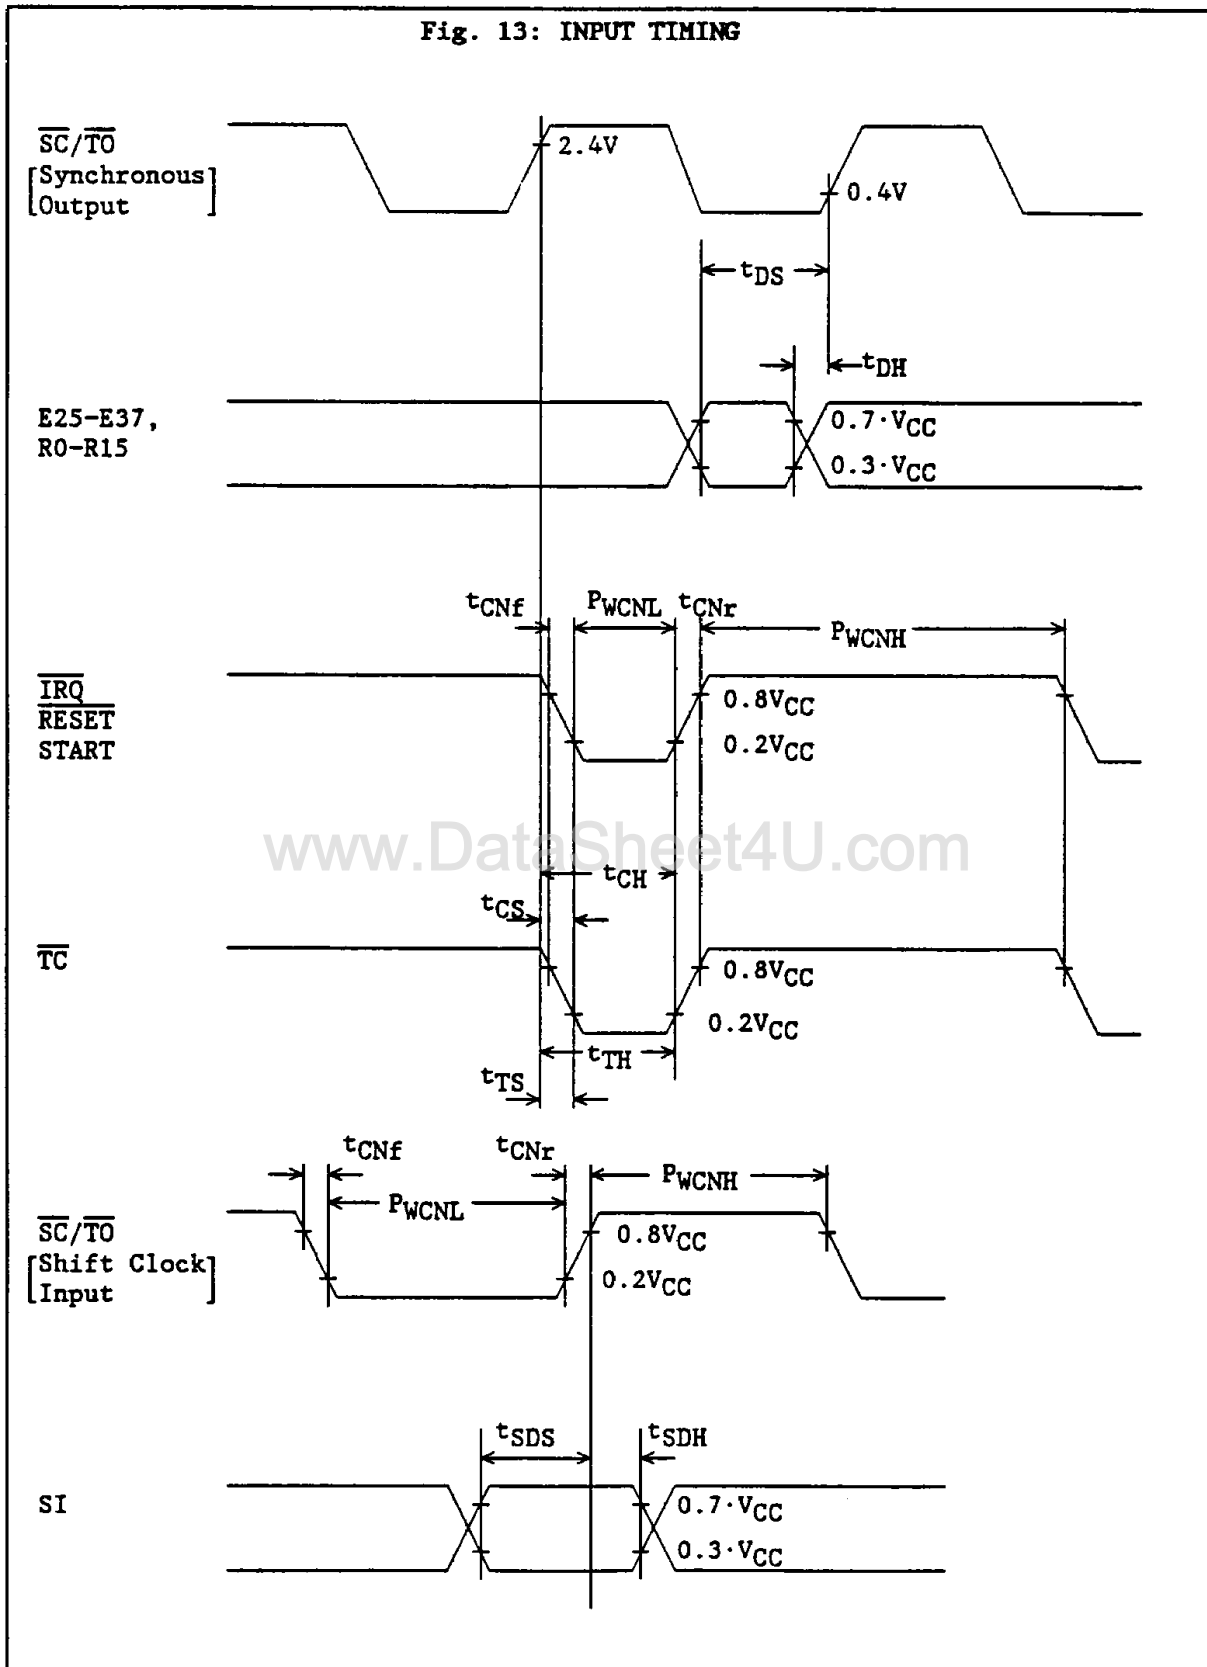 Fig. 13: INPUT TIMING
SC/TO
[Synchronous]
[Output]
2.4V
0.4V
tDS
tDH
E25-E37,
R0-R15
0.7·VCC
0.3·VCC
tCNf
PWCNL
tCNr
PWCNH
IRQ
RESET
START
0.8VCC
0.2VCC
www.DataSheet4U.com
tCH
tCS
TC
0.8VCC
0.2VCC
tTH
tTS
tCNf
tCNr
PWCNH
PWCNL
SC/TO
[Shift Clock]
[Input]
0.8VCC
0.2VCC
tSDS
tSDH
SI
0.7·VCC
0.3·VCC